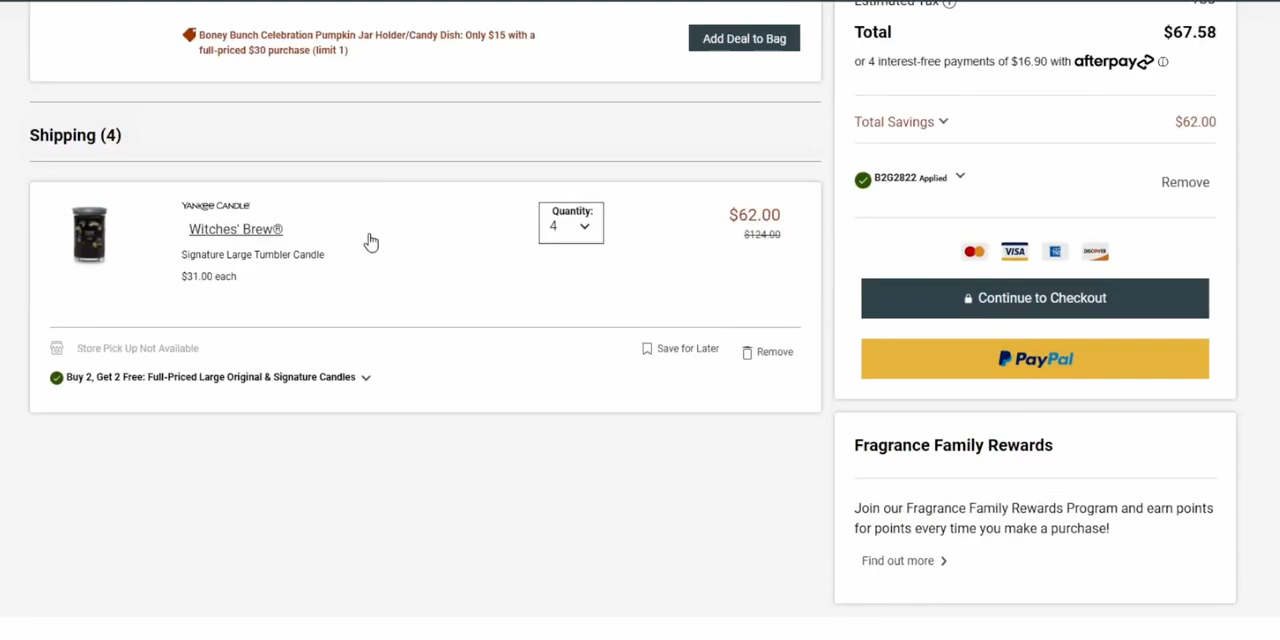 Boney Bunch Celebration Pumpkin Jar Holder/Candy Dish: Only $15 with a
full-priced $30 purchase (limit 1)
Add Deal to Bag
Shipping (4)
YANKEE CANDLE®
Witches' Brew®
Signature Large Tumbler Candle
$31.00 each
Quantity:
4
$62.00
$124.00
Store Pick Up Not Available
Save for Later
Remove
Buy 2, Get 2 Free: Full-Priced Large Original & Signature Candles
Estimated Tax
Total
$67.58
or 4 interest-free payments of $16.90 with afterpay
Total Savings
$62.00
B2G2822 Applied
Remove
VISA
DISCOVER
Continue to Checkout
PayPal
Fragrance Family Rewards
Join our Fragrance Family Rewards Program and earn points
for points every time you make a purchase!
Find out more